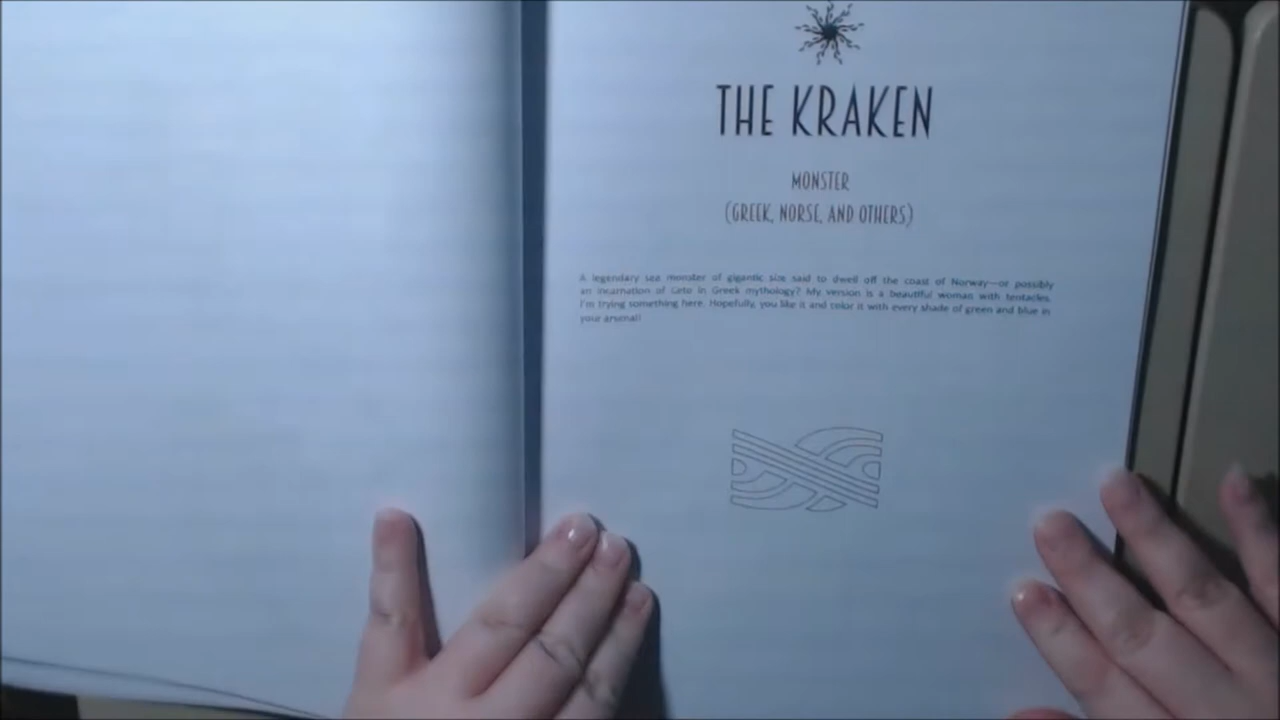 THE KRAKEN
MONSTER
(GREEK, NORSE, AND OTHERS)
A legendary sea monster of gigantic size said to dwell off the coast of Norway—or possibly
an incarnation of Ceto in Greek mythology? My version is a beautiful woman with tentacles.
I'm trying something here. Hopefully, you like it and color it with every shade of green and blue in
your arsenal!